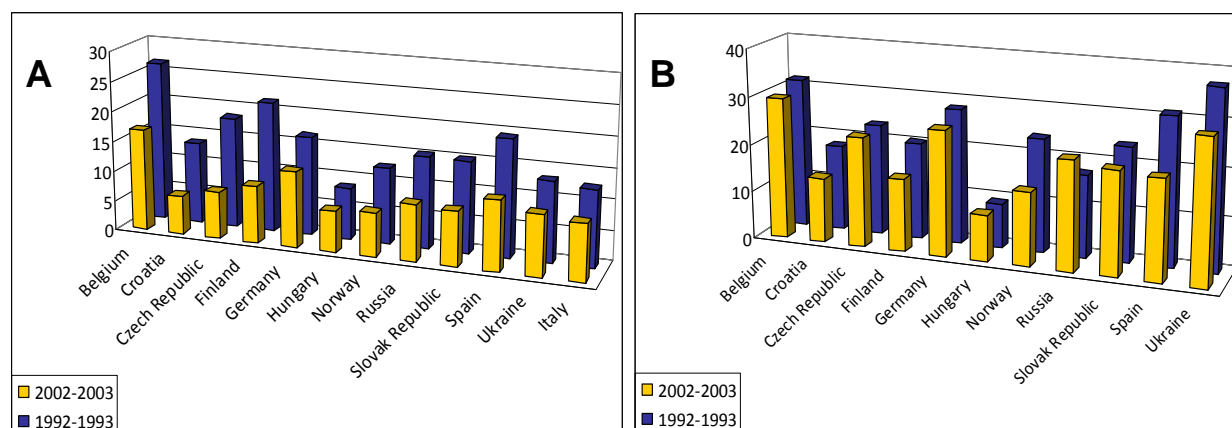 A
30
25
20
15
10
5
0
Belgium
Croatia
Czech Republic
Finland
Germany
Hungary
Norway
Russia
Slovak Republic
Spain
Ukraine
Italy
2002-2003
1992-1993
B
40
30
20
10
0
Belgium
Croatia
Czech Republic
Finland
Germany
Hungary
Norway
Russia
Slovak Republic
Spain
Ukraine
2002-2003
1992-1993